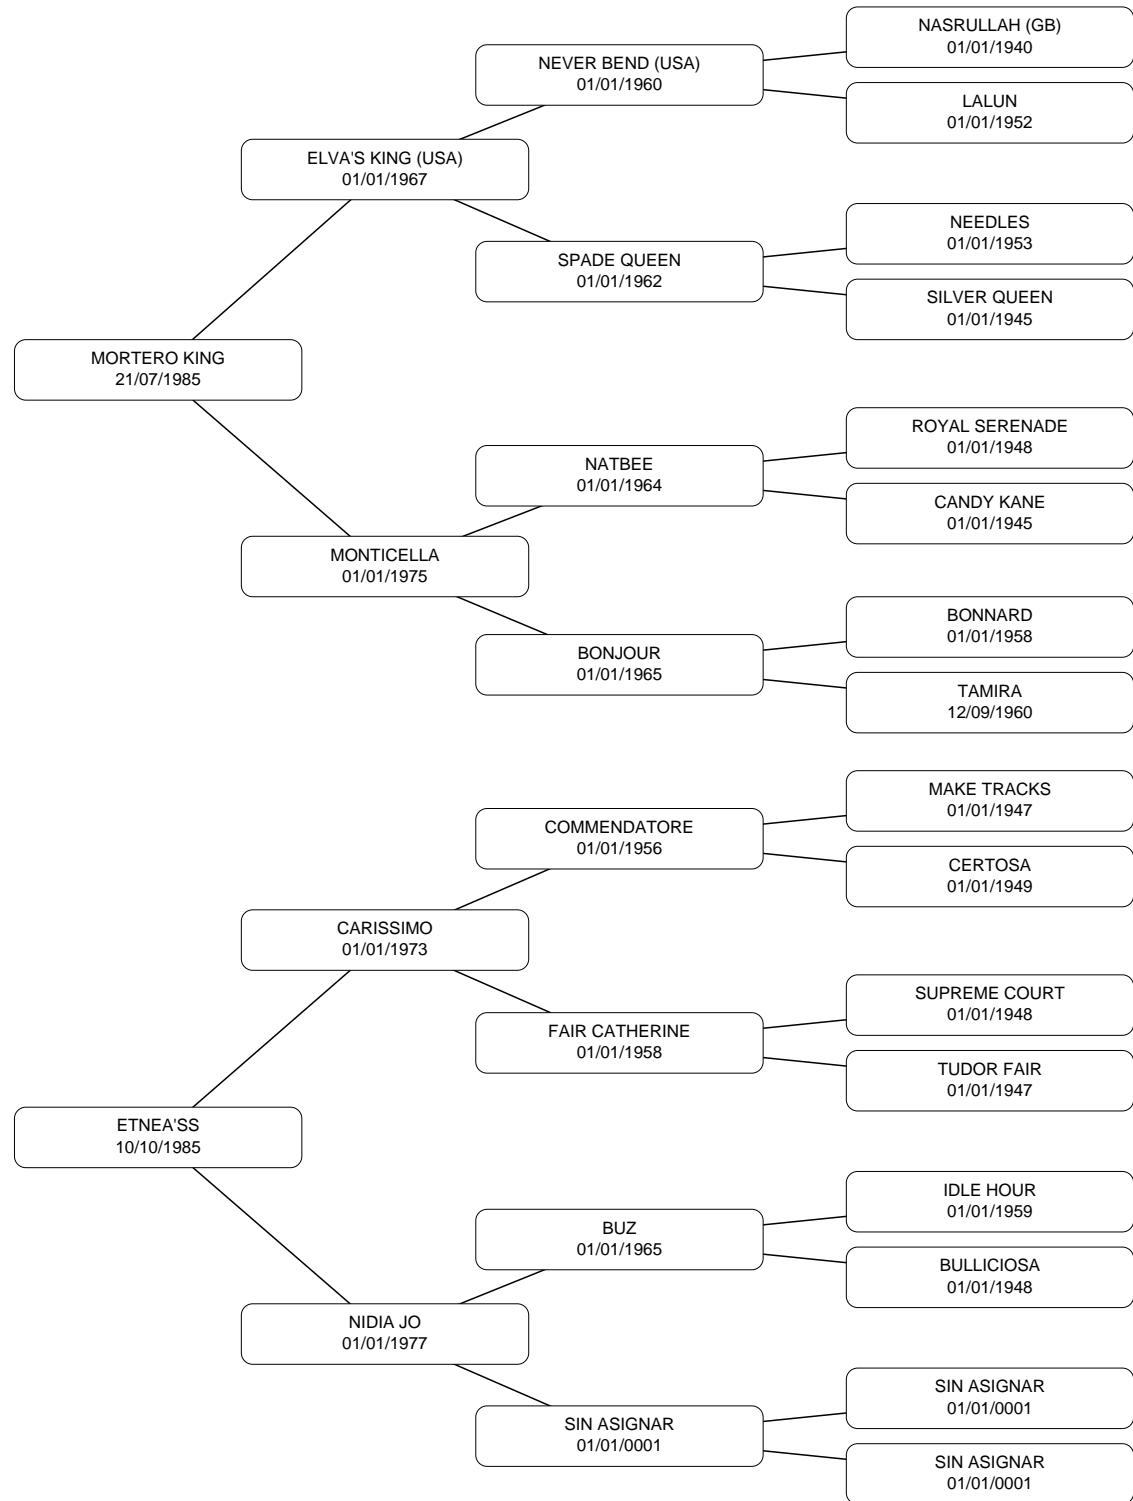 NASRULLAH (GB)
01/01/1940
NEVER BEND (USA)
01/01/1960
LALUN
01/01/1952
ELVA'S KING (USA)
01/01/1967
NEEDLES
01/01/1953
SPADE QUEEN
01/01/1962
SILVER QUEEN
01/01/1945
MORTERO KING
21/07/1985
ROYAL SERENADE
01/01/1948
NATBEE
01/01/1964
CANDY KANE
01/01/1945
MONTICELLA
01/01/1975
BONNARD
01/01/1958
BONJOUR
01/01/1965
TAMIRA
12/09/1960
MAKE TRACKS
01/01/1947
COMMENDATORE
01/01/1956
CERTOSA
01/01/1949
CARISSIMO
01/01/1973
SUPREME COURT
01/01/1948
FAIR CATHERINE
01/01/1958
TUDOR FAIR
01/01/1947
ETNEA'SS
10/10/1985
IDLE HOUR
01/01/1959
BUZ
01/01/1965
BULLICIOSA
01/01/1948
NIDIA JO
01/01/1977
SIN ASIGNAR
01/01/0001
SIN ASIGNAR
01/01/0001
SIN ASIGNAR
01/01/0001